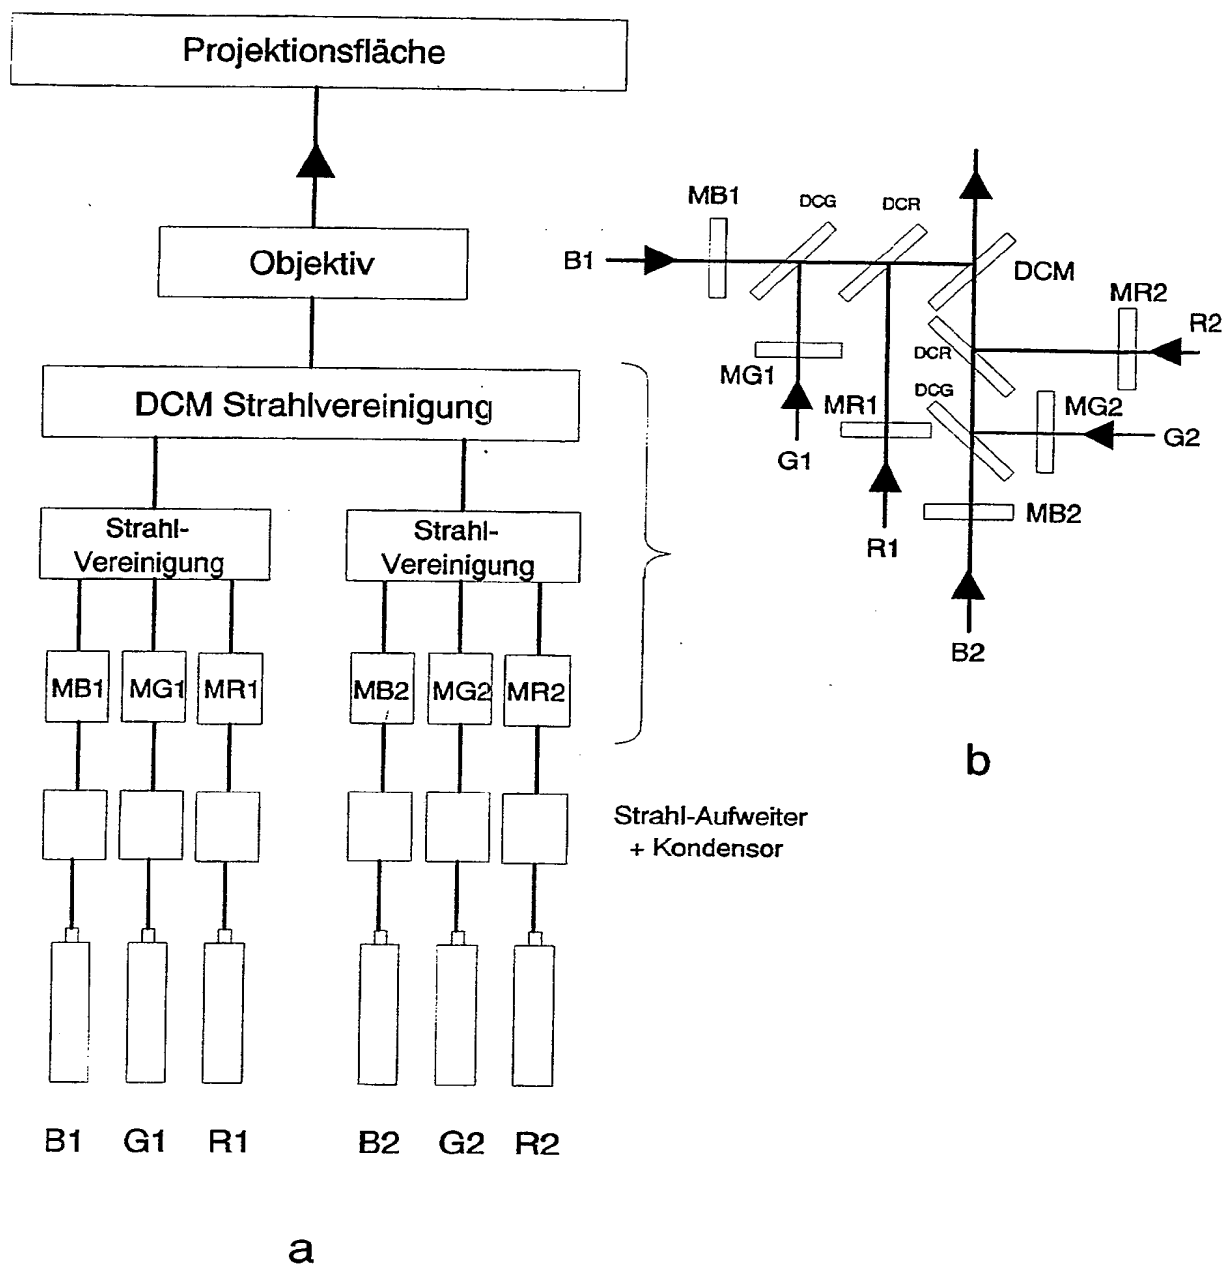 Projektionsfläche
Objektiv
DCM Strahlvereinigung
Strahl-
Vereinigung
Strahl-
Vereinigung
MB1 MG1 MR1 MB2 MG2 MR2
Strahl-Aufweiter
+ Kondensor
B1 G1 R1 B2 G2 R2
a
MB1 DCG DCR
B1
DCM
MR2
R2
DCR
MG1
DCG
MR1
MG2
G2
G1
MB2
R1
B2
b